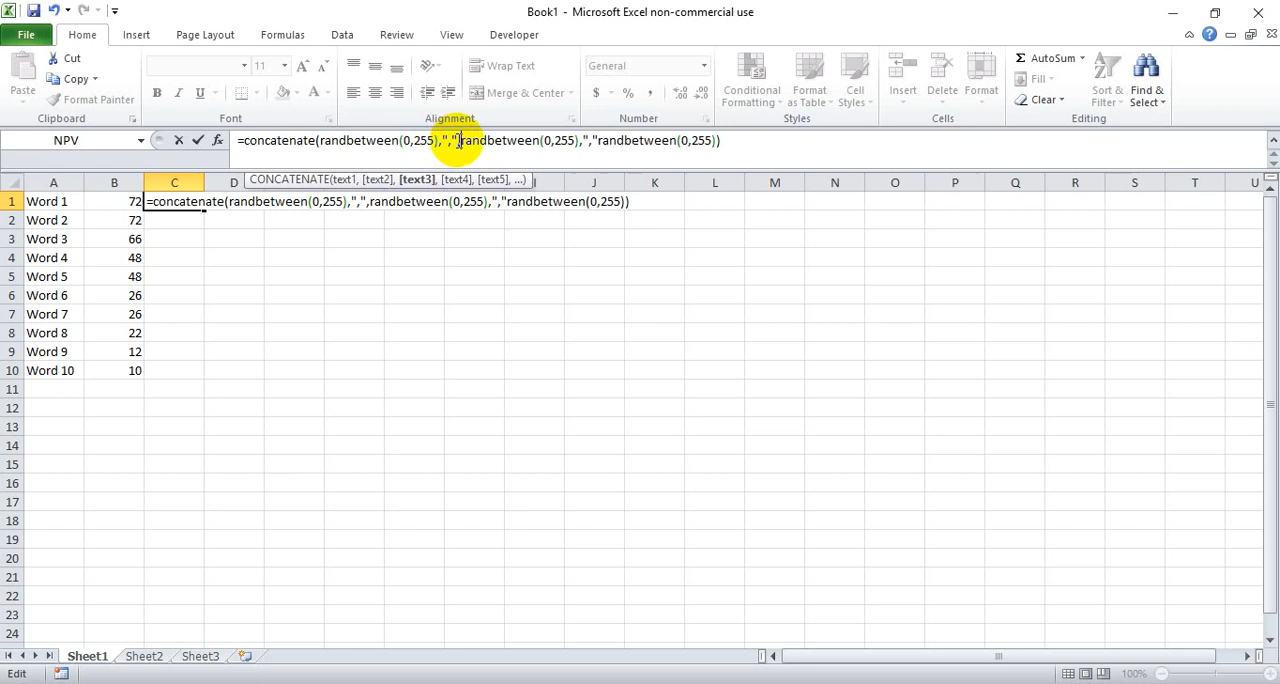 Book1 - Microsoft Excel non-commercial use
File Home Insert Page Layout Formulas Data Review View Developer
Paste
Cut
Copy
Format Painter
Clipboard
11 A A
B I U A
Font
Wrap Text
Merge & Center
Alignment
General
$ % ,
Number
Conditional Formatting
Format as Table
Cell Styles
Styles
Insert Delete Format
Cells
Σ AutoSum
Fill
Clear
Sort & Filter
Find & Select
Editing
NPV fx =concatenate(randbetween(0,255),",",randbetween(0,255),","randbetween(0,255))
CONCATENATE(text1, [text2], [text3], [text4], [text5], ...)
A B C D I J K L M N O P Q R S T U
1 Word 1 72 =concatenate(randbetween(0,255),",",randbetween(0,255),","randbetween(0,255))
2 Word 2 72
3 Word 3 66
4 Word 4 48
5 Word 5 48
6 Word 6 26
7 Word 7 26
8 Word 8 22
9 Word 9 12
10 Word 10 10
11
12
13
14
15
16
17
18
19
20
21
22
23
24
Sheet1 Sheet2 Sheet3
Edit 100%